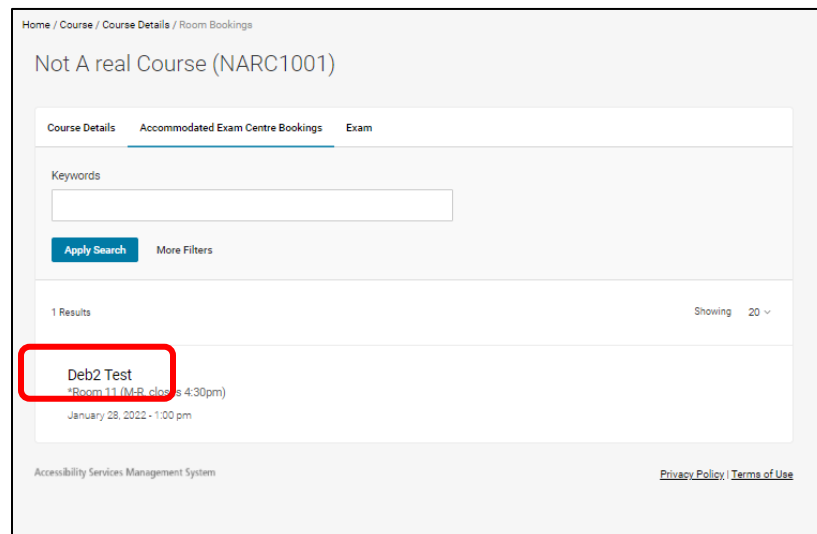 Home / Course / Course Details / Room Bookings
Not A real Course (NARC1001)
Course Details Accommodated Exam Centre Bookings Exam
Keywords
Apply Search More Filters
1 Results Showing 20
Deb2 Test
*Room 11 (M-R, closes 4:30pm)
January 28, 2022 - 1:00 pm
Accessibility Services Management System Privacy Policy | Terms of Use